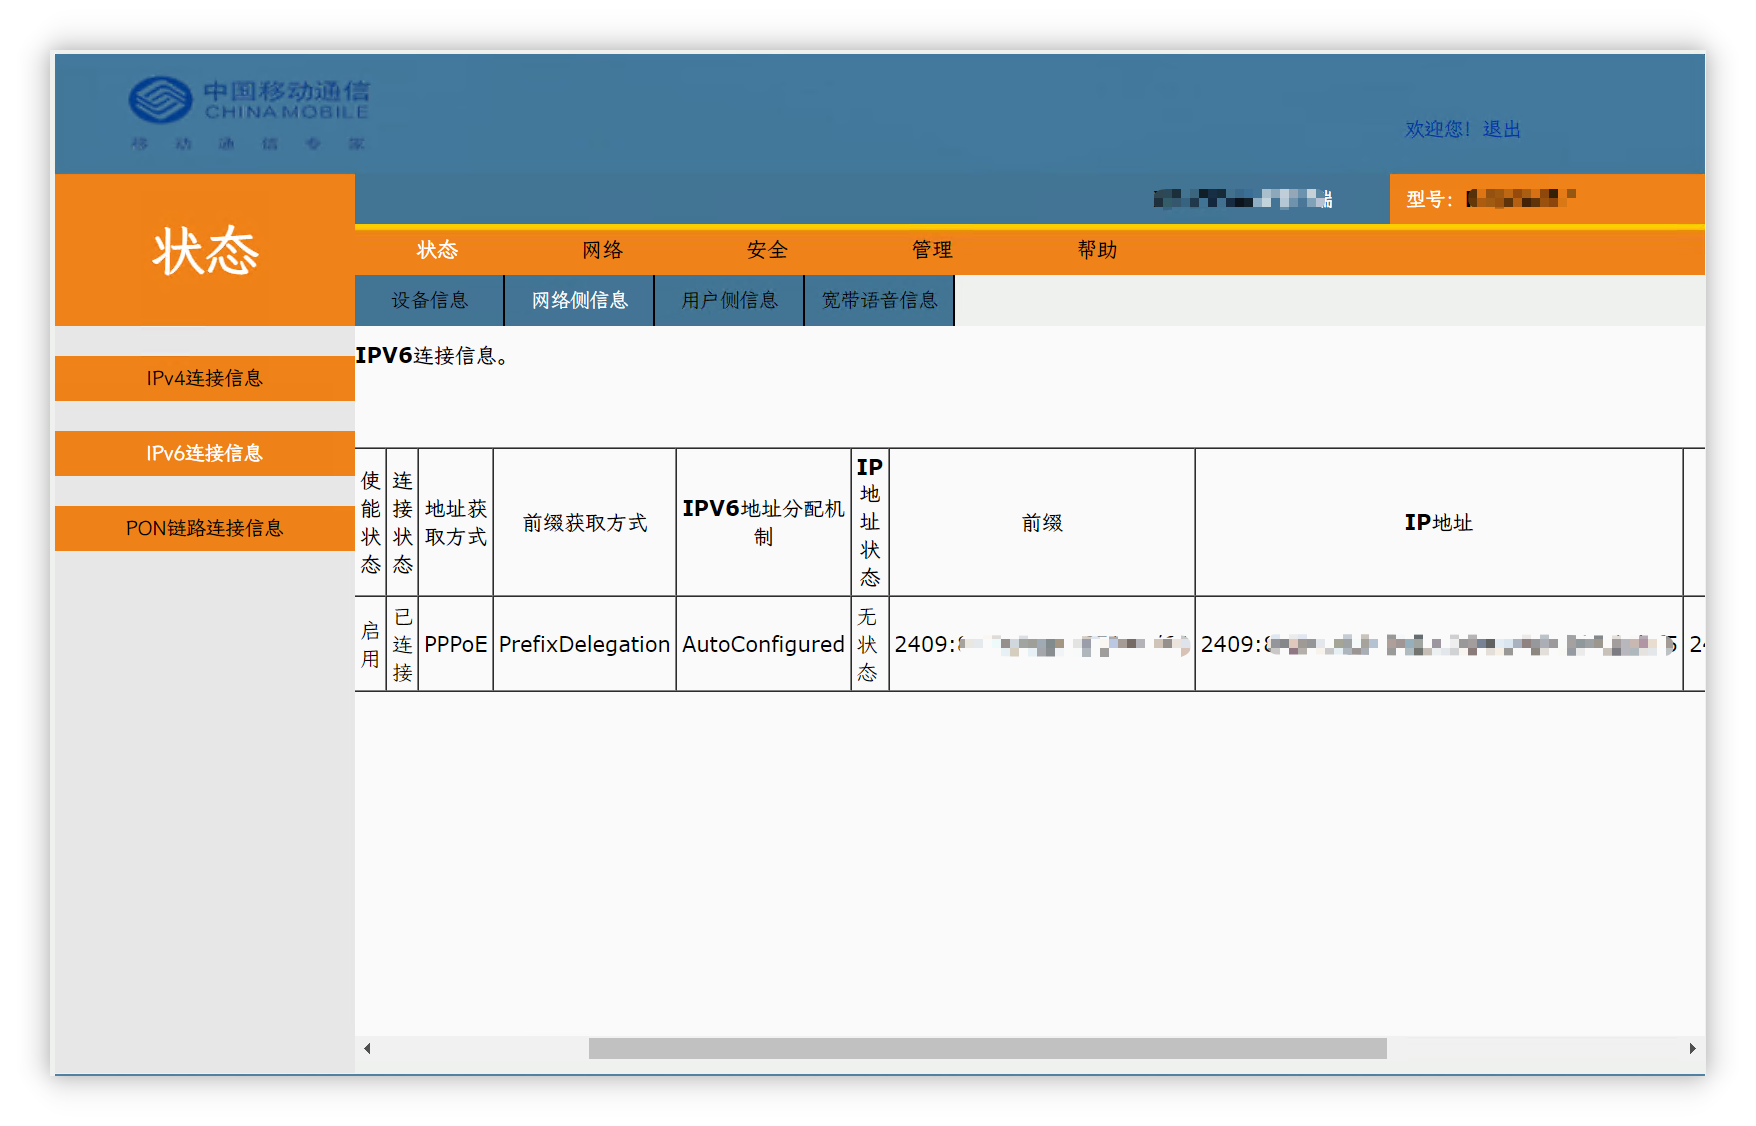 中国移动通信
CHINA MOBILE
移动通信专家
欢迎您! 退出
端
型号:
状态
状态 网络 安全 管理 帮助
设备信息 网络侧信息 用户侧信息 宽带语音信息
IPv4连接信息
IPv6连接信息
PON链路连接信息
IPV6连接信息。
使能状态 连接状态 地址获取方式 前缀获取方式 IPV6地址分配机制 IP地址状态 前缀 IP地址
启用 已连接 PPPoE PrefixDelegation AutoConfigured 无状态 2409: 2409: